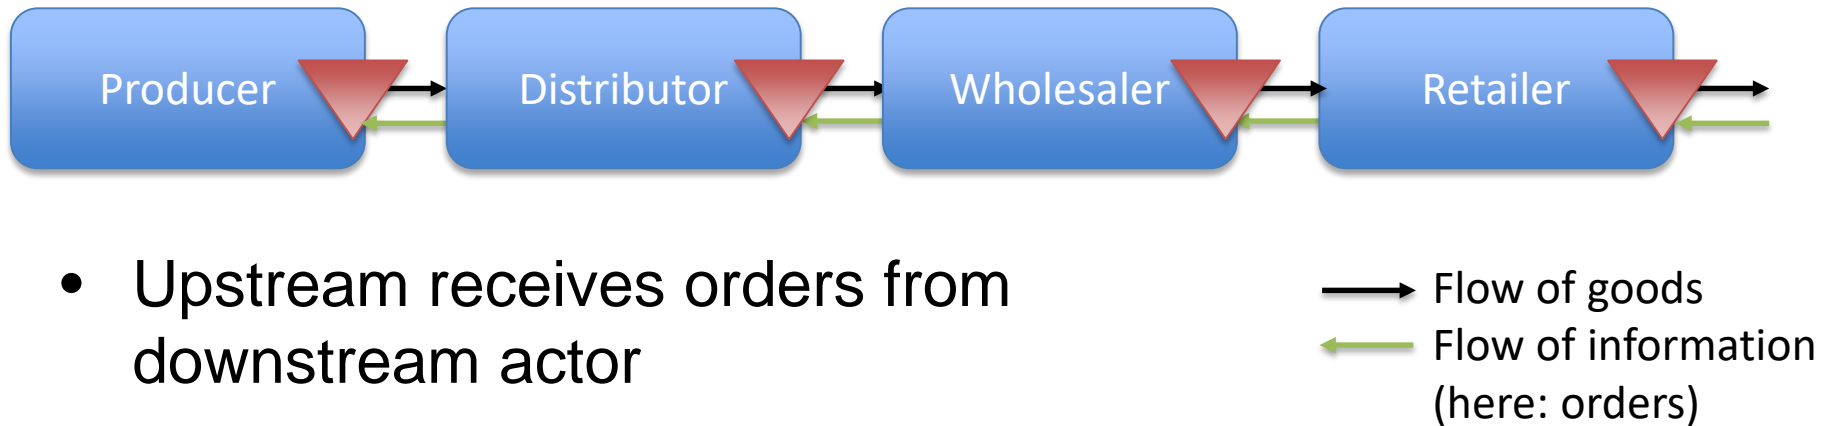 Producer
Distributor
Wholesaler
Retailer
• Upstream receives orders from
downstream actor
Flow of goods
Flow of information
(here: orders)